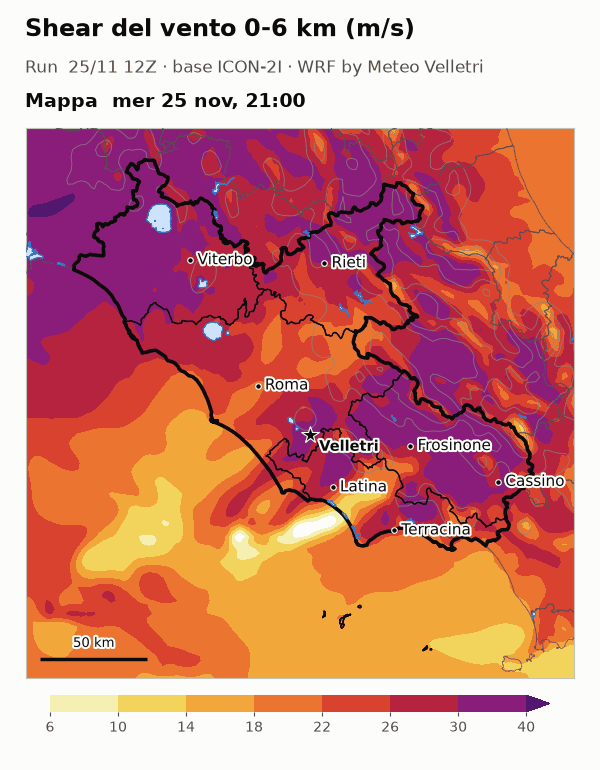 Shear del vento 0-6 km (m/s)
Run  25/11 12Z · base ICON-2I · WRF by Meteo Velletri
Mappa  mer 25 nov, 21:00
Viterbo
Rieti
Roma
Velletri
Frosinone
Cassino
Latina
Terracina
50 km
6 10 14 18 22 26 30 40